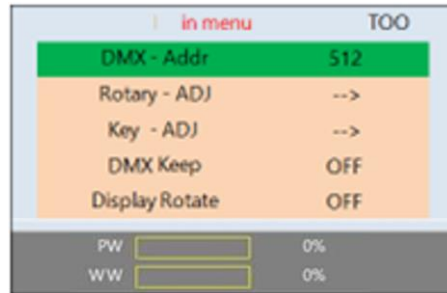 in menu TOO
DMX - Addr 512
Rotary - ADJ -->
Key - ADJ -->
DMX Keep OFF
Display Rotate OFF
PW 0%
WW 0%